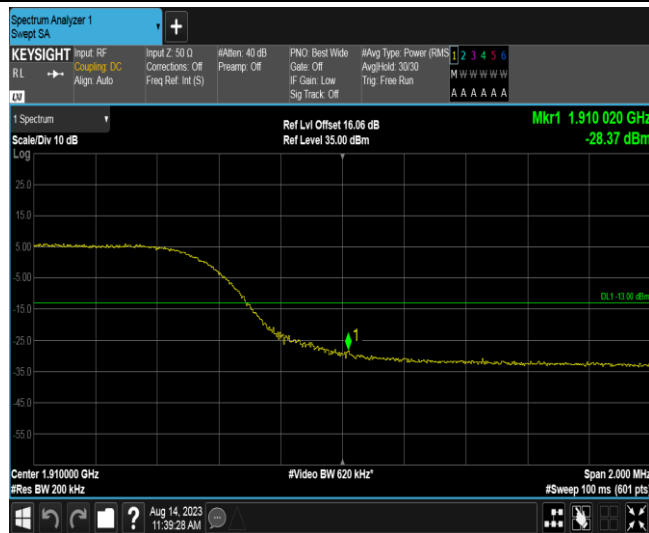 Spectrum Analyzer 1
Swept SA
KEYSIGHT
RL
Input: RF
Coupling: DC
Align: Auto
Input Z: 50 Ω
Corrections: Off
Freq Ref: Int (S)
#Atten: 40 dB
Preamp: Off
PNO: Best Wide
Gate: Off
IF Gain: Low
Sig Track: Off
#Avg Type: Power (RMS
Avg|Hold: 30/30
Trig: Free Run
1 2 3 4 5 6
M W W W W W
A A A A A A
LXI
1 Spectrum
Scale/Div 10 dB
Log
Ref Lvl Offset 16.06 dB
Ref Level 35.00 dBm
Mkr1 1.910 020 GHz
-28.37 dBm
25.0
15.0
5.00
-5.00
DL1 -13.00 dBm
-15.0
1
-25.0
-35.0
-45.0
-55.0
Center 1.910000 GHz
#Res BW 200 kHz
#Video BW 620 kHz*
Span 2.000 MHz
#Sweep 100 ms (601 pts)
Aug 14, 2023
11:39:28 AM